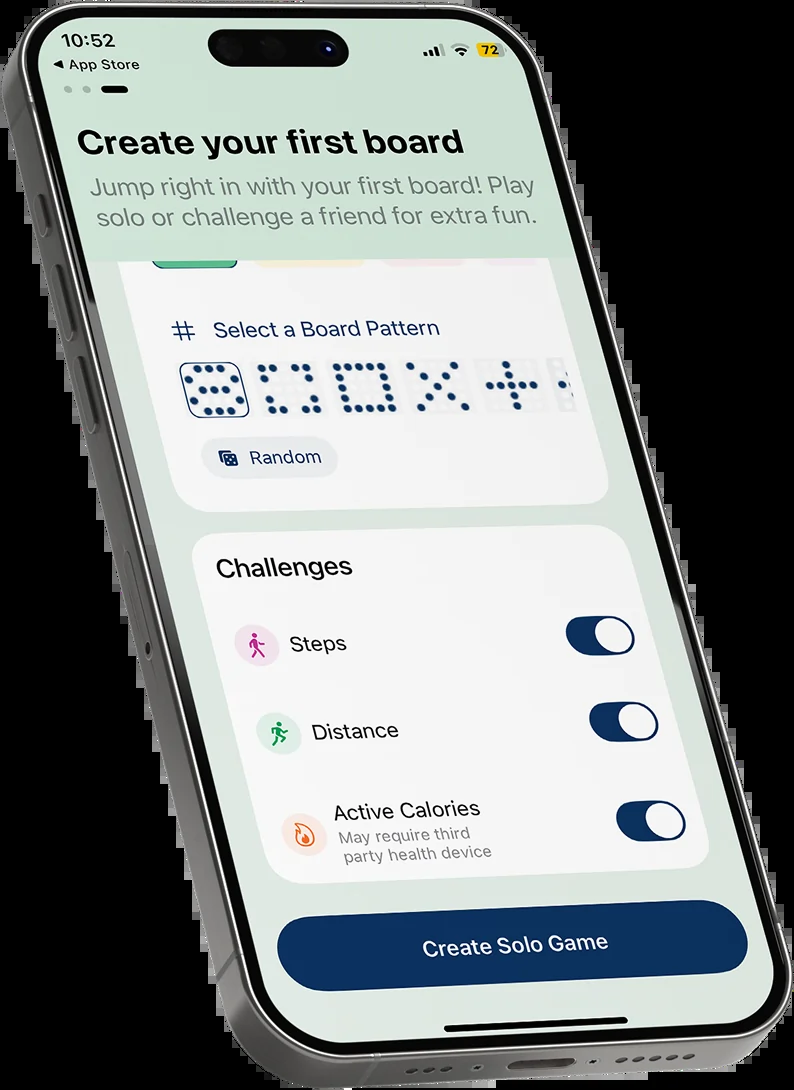 10:52
72
◀ App Store
Create your first board
Jump right in with your first board! Play
solo or challenge a friend for extra fun.
Select a Board Pattern
Random
Challenges
Steps
Distance
Active Calories
May require third
party health device
Create Solo Game